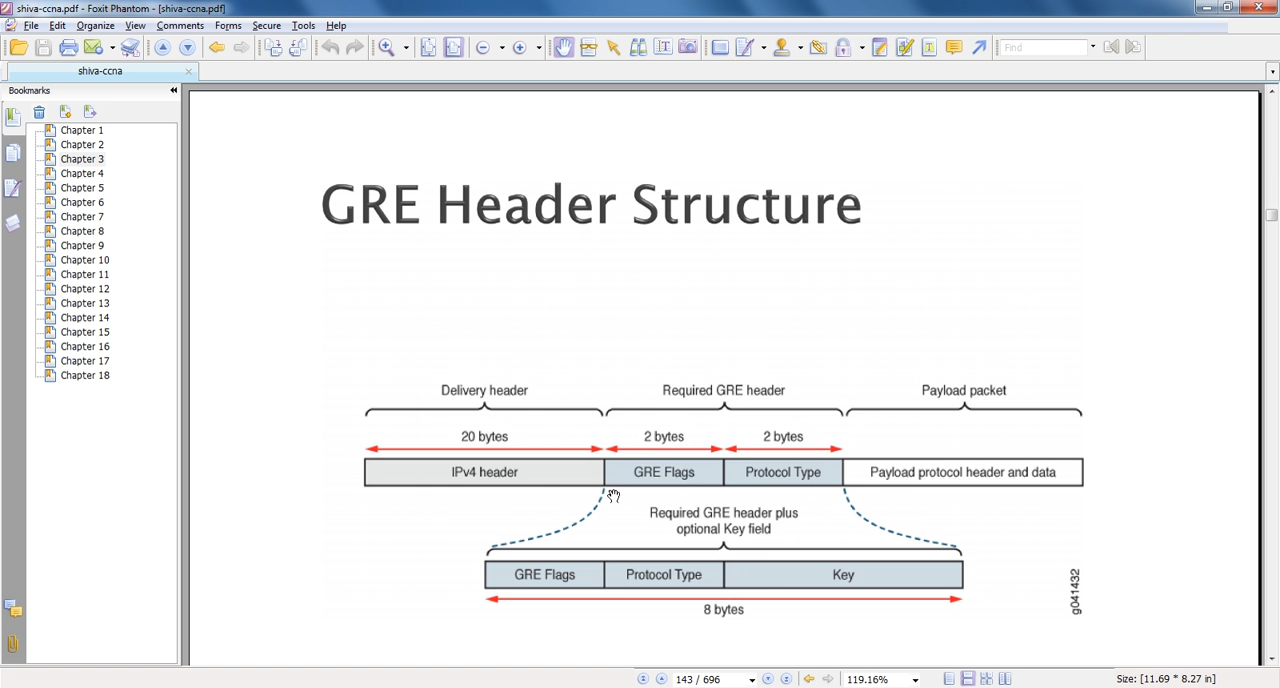 shiva-ccna.pdf - Foxit Phantom - [shiva-ccna.pdf]
File Edit Organize View Comments Forms Secure Tools Help
Find
shiva-ccna
Bookmarks
Chapter 1
Chapter 2
Chapter 3
Chapter 4
Chapter 5
Chapter 6
Chapter 7
Chapter 8
Chapter 9
Chapter 10
Chapter 11
Chapter 12
Chapter 13
Chapter 14
Chapter 15
Chapter 16
Chapter 17
Chapter 18
GRE Header Structure
Delivery header Required GRE header Payload packet
20 bytes 2 bytes 2 bytes
IPv4 header GRE Flags Protocol Type Payload protocol header and data
Required GRE header plus
optional Key field
GRE Flags Protocol Type Key
8 bytes
g041432
143 / 696 119.16% Size: [11.69 * 8.27 in]